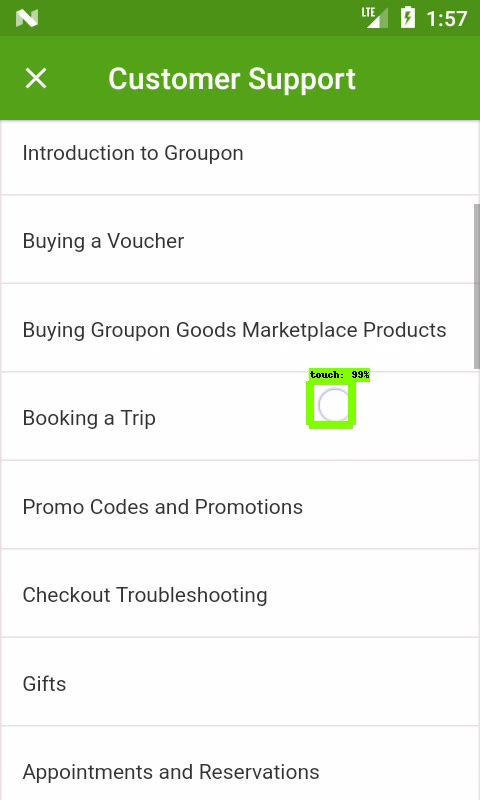 LTE 1:57
Customer Support
Introduction to Groupon
Buying a Voucher
Buying Groupon Goods Marketplace Products
touch: 99%
Booking a Trip
Promo Codes and Promotions
Checkout Troubleshooting
Gifts
Appointments and Reservations